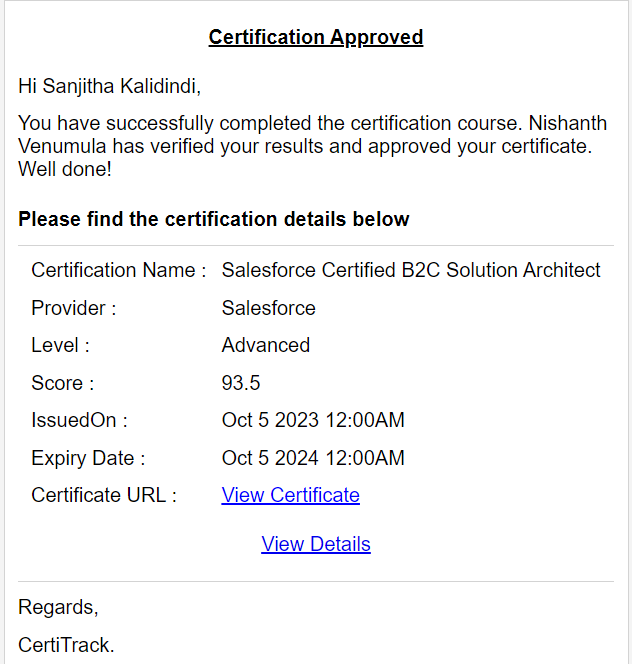 Certification Approved
Hi Sanjitha Kalidindi,
You have successfully completed the certification course. Nishanth
Venumula has verified your results and approved your certificate.
Well done!
Please find the certification details below
Certification Name : Salesforce Certified B2C Solution Architect
Provider : Salesforce
Level : Advanced
Score : 93.5
IssuedOn : Oct 5 2023 12:00AM
Expiry Date : Oct 5 2024 12:00AM
Certificate URL : View Certificate
View Details
Regards,
CertiTrack.